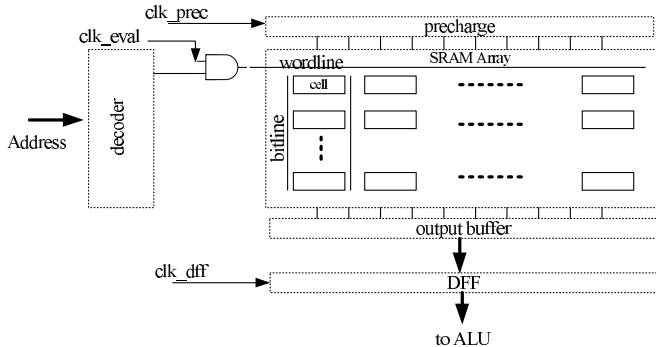 clk_prec
precharge
clk_eval
wordline
SRAM Array
cell
decoder
bitline
Address
output buffer
clk_dff
DFF
to ALU